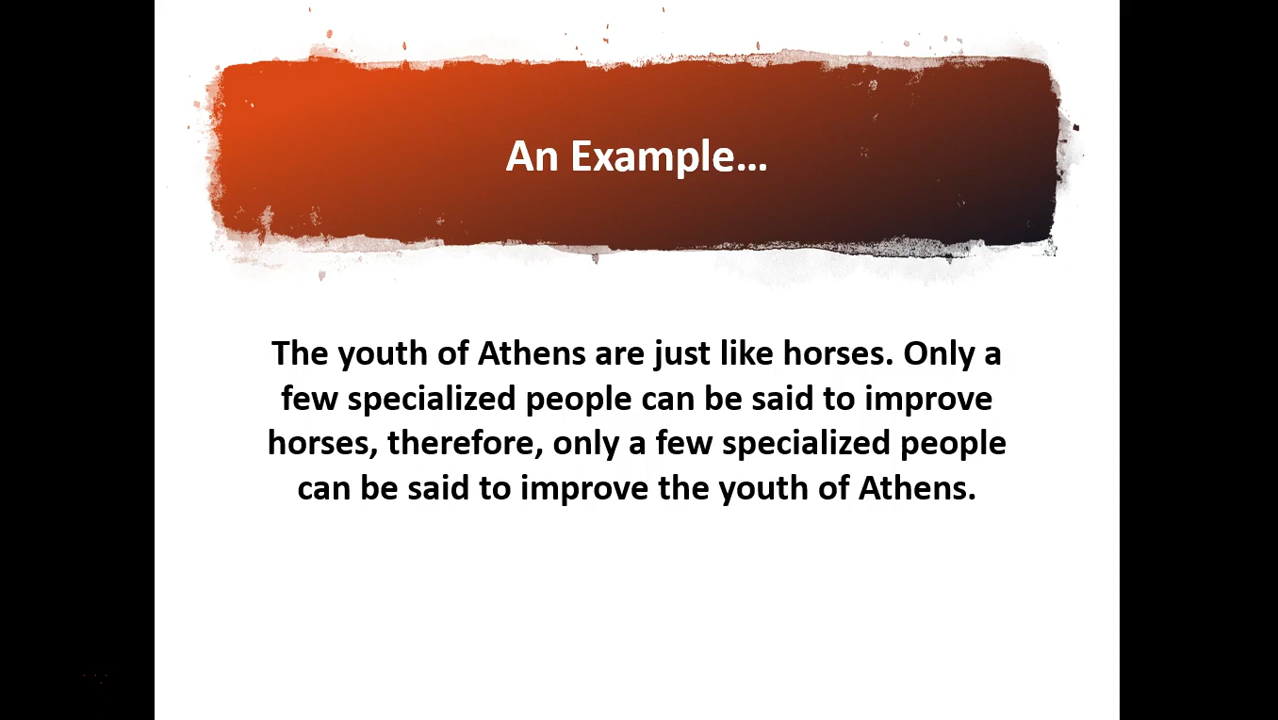 An Example...
The youth of Athens are just like horses. Only a
few specialized people can be said to improve
horses, therefore, only a few specialized people
can be said to improve the youth of Athens.